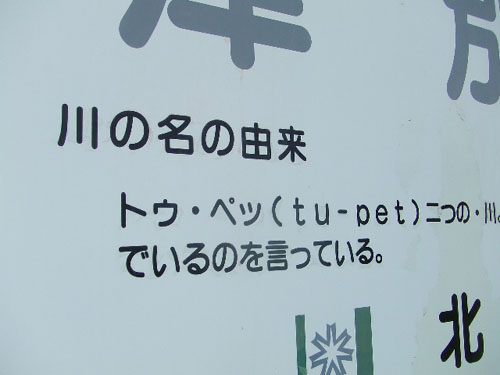 川の名の由来
トゥ・ペッ(tu-pet)二つの・川。
でいるのを言っている。
北